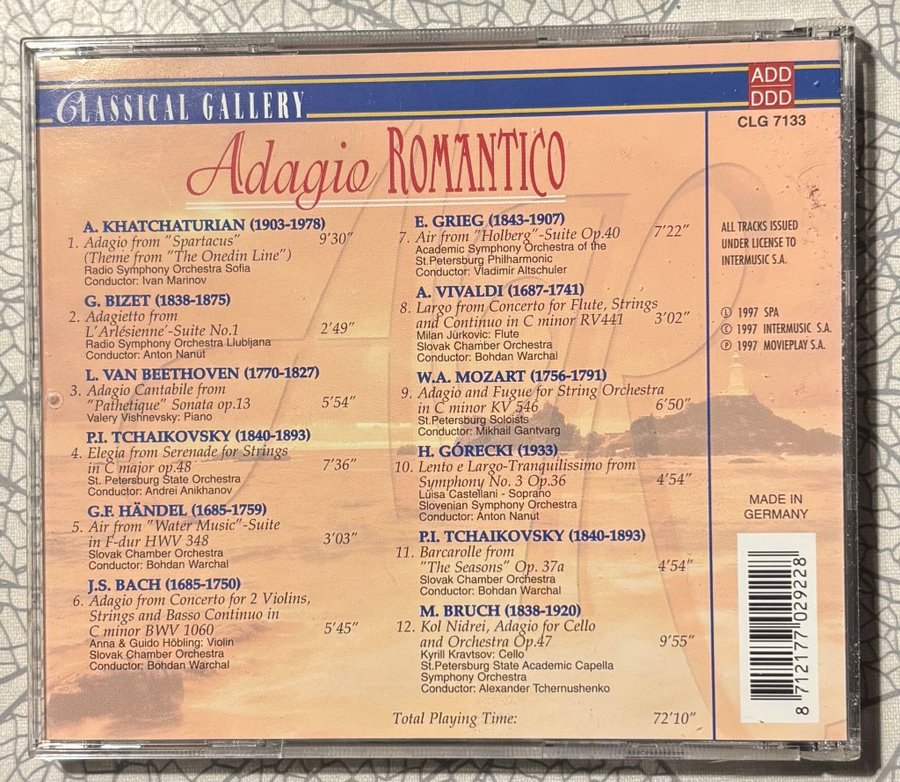 CLASSICAL GALLERY
ADD
DDD
CLG 7133
Adagio ROMANTICO
A. KHATCHATURIAN (1903-1978)
1. Adagio from "Spartacus" 9'30"
(Theme from "The Onedin Line")
Radio Symphony Orchestra Sofia
Conductor: Ivan Marinov
G. BIZET (1838-1875)
2. Adagietto from
L'Arlésienne'-Suite No.1 2'49"
Radio Symphony Orchestra Llubljana
Conductor: Anton Nanut
L. VAN BEETHOVEN (1770-1827)
3. Adagio Cantabile from
"Pathetique" Sonata op.13 5'54"
Valery Vishnevsky: Piano
P.I. TCHAIKOVSKY (1840-1893)
4. Elegia from Serenade for Strings
in C major op.48 7'36"
St. Petersburg State Orchestra
Conductor: Andrei Anikhanov
G.F. HÄNDEL (1685-1759)
5. Air from "Water Music"-Suite
in F-dur HWV 348 3'03"
Slovak Chamber Orchestra
Conductor: Bohdan Warchal
J.S. BACH (1685-1750)
6. Adagio from Concerto for 2 Violins,
Strings and Basso Continuo in
C minor BWV 1060 5'45"
Anna & Guido Höbling: Violin
Slovak Chamber Orchestra
Conductor: Bohdan Warchal
E. GRIEG (1843-1907)
7. Air from "Holberg"-Suite Op.40 7'22"
Academic Symphony Orchestra of the
St.Petersburg Philharmonic
Conductor: Vladimir Altschuler
A. VIVALDI (1687-1741)
8. Largo from Concerto for Flute, Strings
and Continuo in C minor RV441 3'02"
Milan Jurkovic: Flute
Slovak Chamber Orchestra
Conductor: Bohdan Warchal
W.A. MOZART (1756-1791)
9. Adagio and Fugue for String Orchestra
in C minor KV 546 6'50"
St.Petersburg Soloists
Conductor: Mikhail Gantvarg
H. GÓRECKI (1933)
10. Lento e Largo-Tranquilissimo from
Symphony No. 3 Op.36 4'54"
Lùisa Castellani - Soprano
Slovenian Symphony Orchestra
Conductor: Anton Nanut
P.I. TCHAIKOVSKY (1840-1893)
11. Barcarolle from
"The Seasons" Op. 37a 4'54"
Slovak Chamber Orchestra
Conductor: Bohdan Warchal
M. BRUCH (1838-1920)
12. Kol Nidrei, Adagio for Cello
and Orchestra Op.47 9'55"
Kyrill Kravtsov: Cello
St.Petersburg State Academic Capella
Symphony Orchestra
Conductor: Alexander Tchernushenko
Total Playing Time: 72'10"
ALL TRACKS ISSUED
UNDER LICENSE TO
INTERMUSIC S.A.
Ⓛ 1997 SPA
© 1997 INTERMUSIC S.A.
℗ 1997 MOVIEPLAY S.A.
MADE IN
GERMANY
8 712177 029228